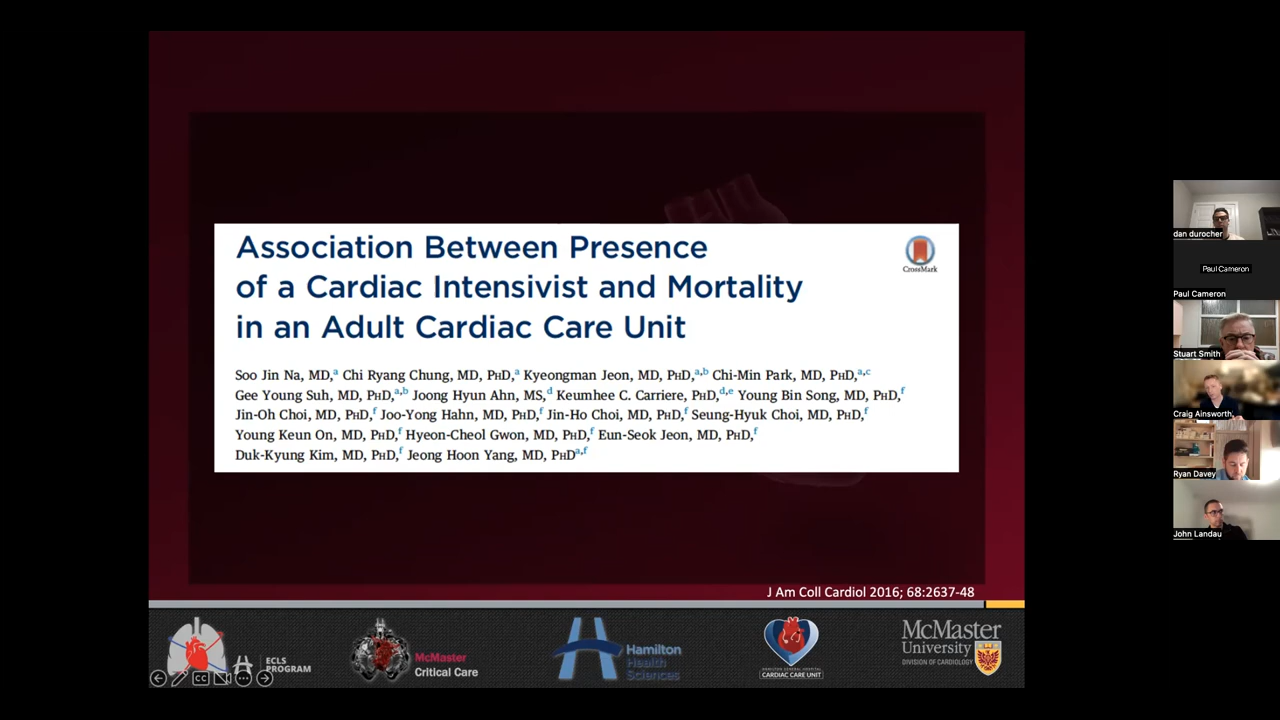 Association Between Presence
of a Cardiac Intensivist and Mortality
in an Adult Cardiac Care Unit
CrossMark
Soo Jin Na, MD,a Chi Ryang Chung, MD, PhD,a Kyeongman Jeon, MD, PhD,a,b Chi-Min Park, MD, PhD,a,c
Gee Young Suh, MD, PhD,a,b Joong Hyun Ahn, MS,d Keumhee C. Carriere, PhD,d,e Young Bin Song, MD, PhD,f
Jin-Oh Choi, MD, PhD,f Joo-Yong Hahn, MD, PhD,f Jin-Ho Choi, MD, PhD,f Seung-Hyuk Choi, MD, PhD,f
Young Keun On, MD, PhD,f Hyeon-Cheol Gwon, MD, PhD,f Eun-Seok Jeon, MD, PhD,f
Duk-Kyung Kim, MD, PhD,f Jeong Hoon Yang, MD, PhDa,f
J Am Coll Cardiol 2016; 68:2637-48
ECLS
PROGRAM
McMaster
Critical Care
Hamilton
Health
Sciences
HAMILTON GENERAL HOSPITAL
CARDIAC CARE UNIT
McMaster
University
DIVISION OF CARDIOLOGY
CC
dan durocher
Paul Cameron
Paul Cameron
Stuart Smith
Craig Ainsworth
Ryan Davey
John Landau